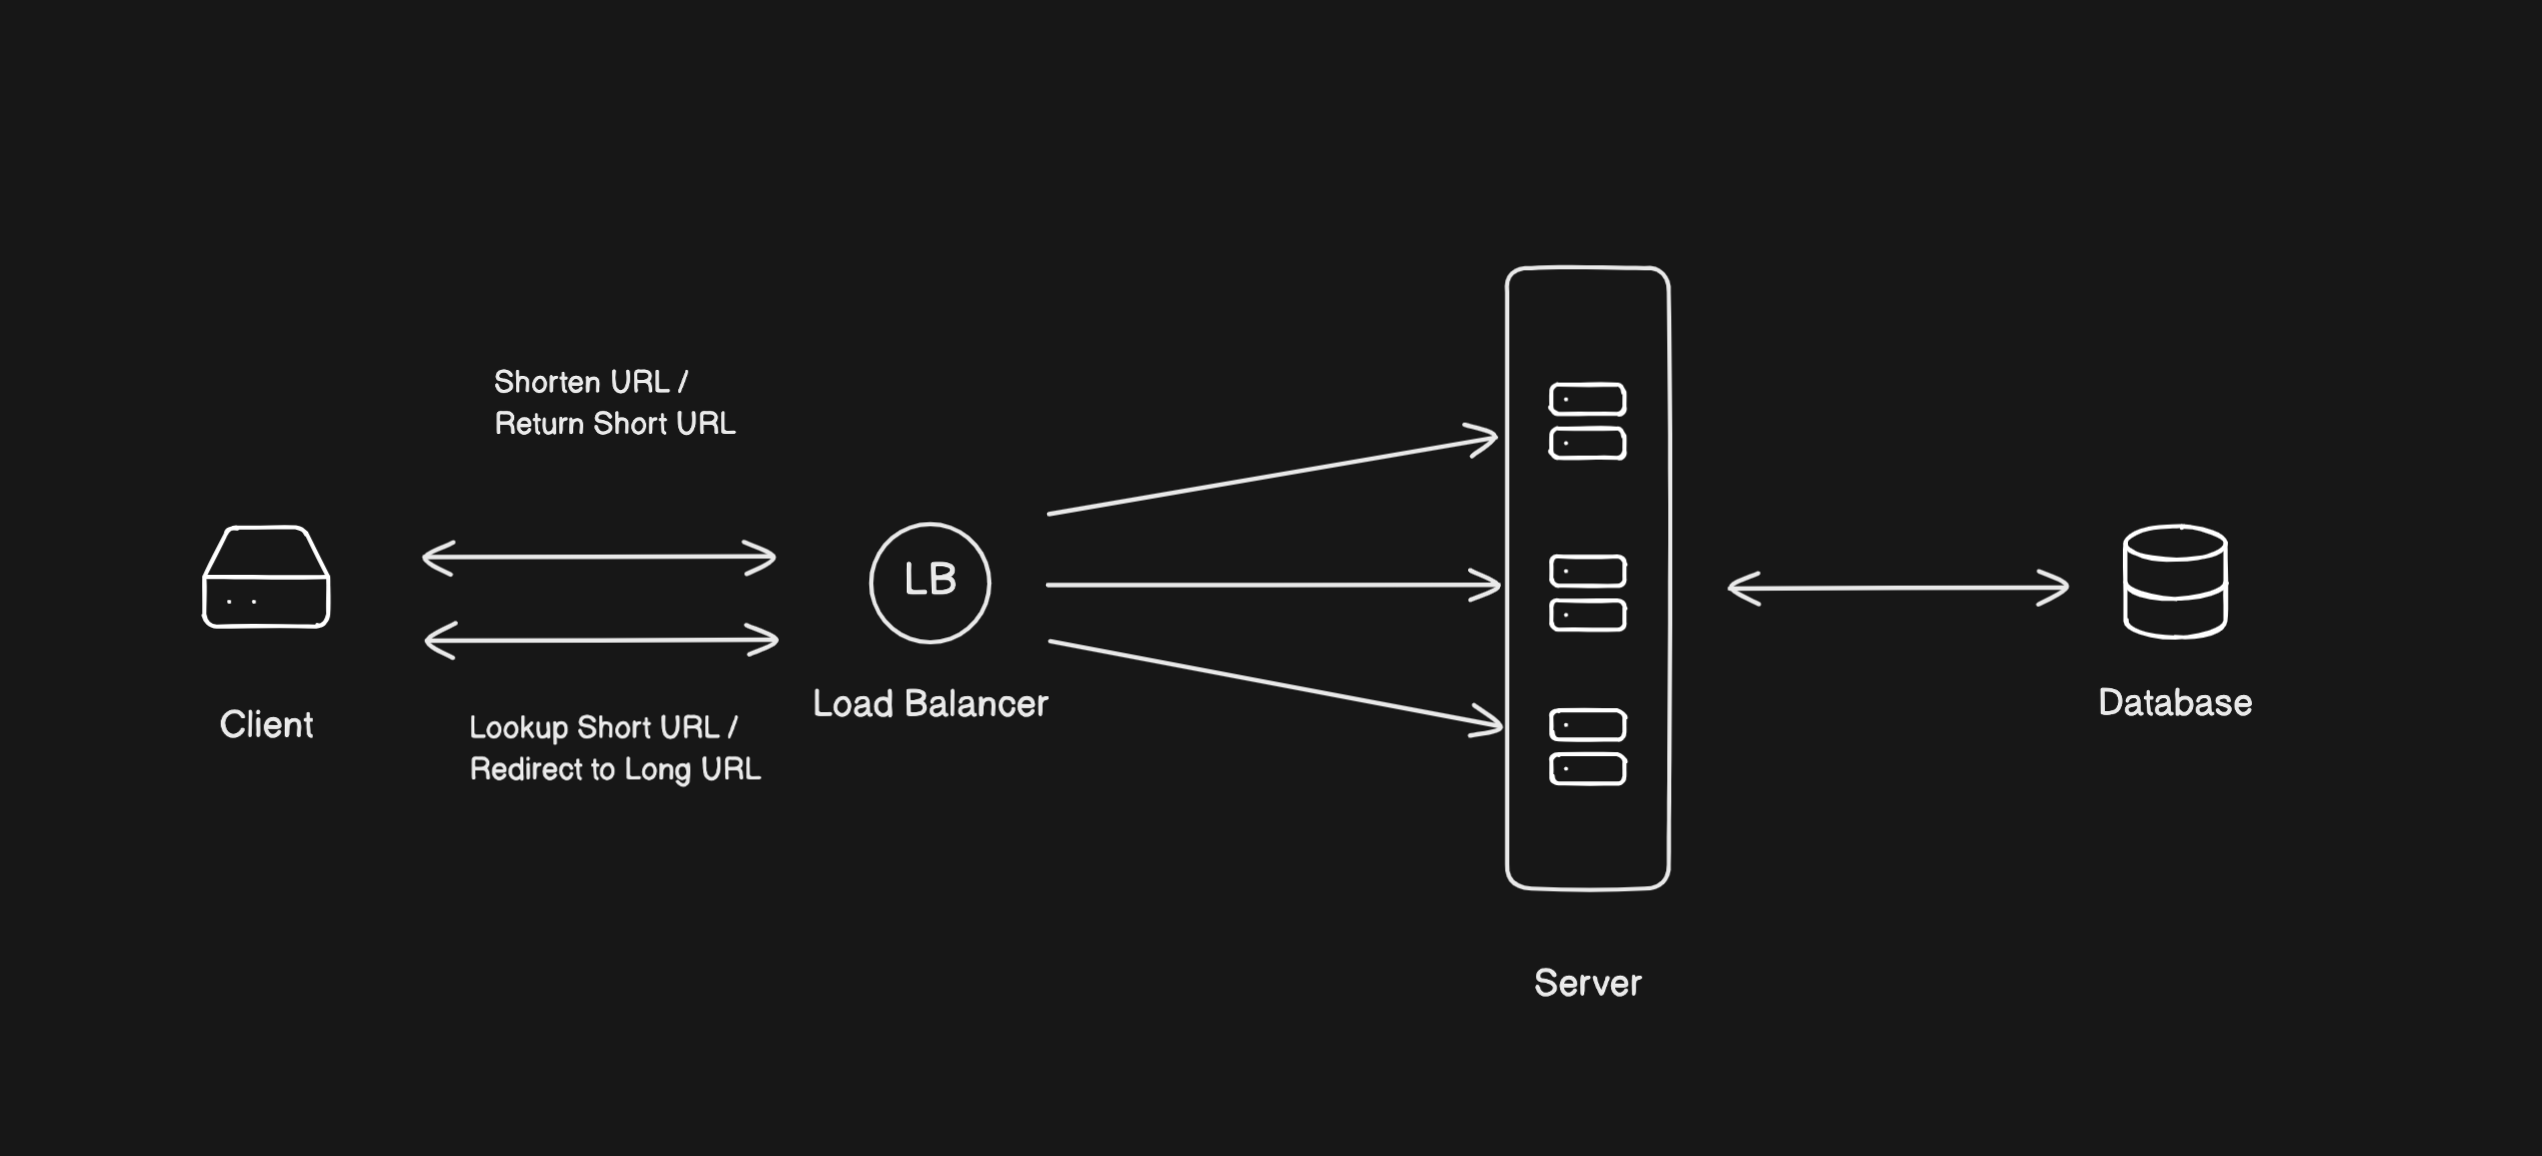 Shorten URL /
Return Short URL
LB
Load Balancer
Client
Lookup Short URL /
Redirect to Long URL
Server
Database